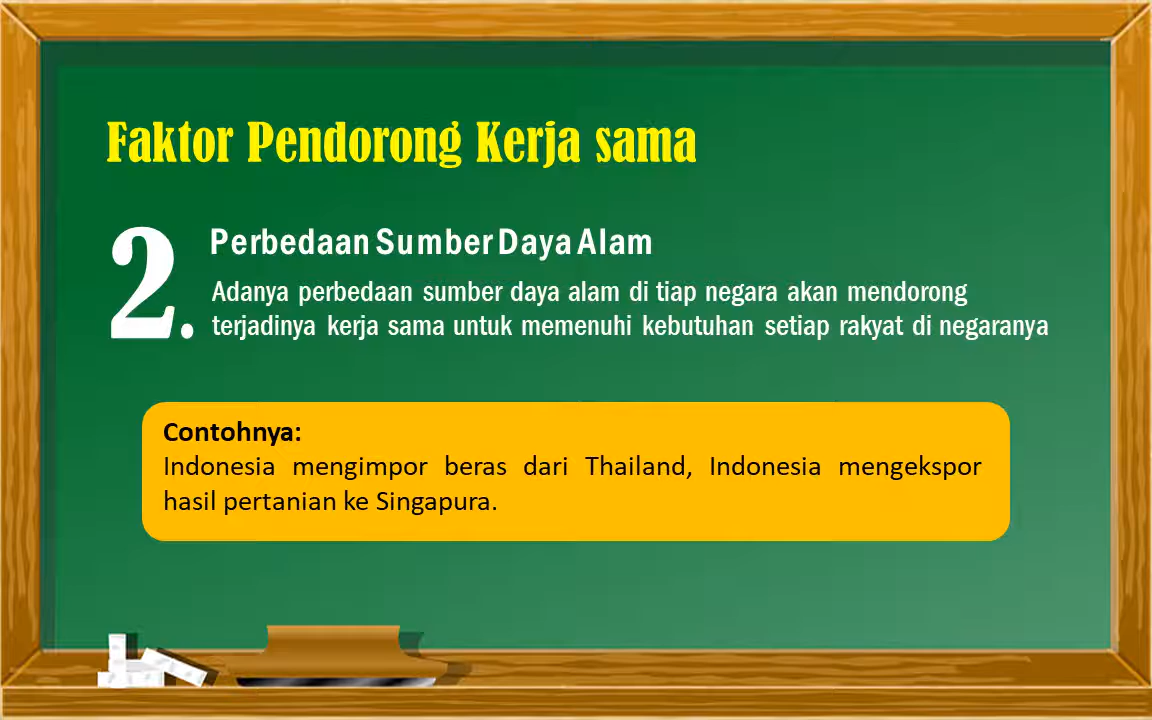 Faktor Pendorong Kerja sama
2.
Perbedaan Sumber Daya Alam
Adanya perbedaan sumber daya alam di tiap negara akan mendorong
terjadinya kerja sama untuk memenuhi kebutuhan setiap rakyat di negaranya
Contohnya:
Indonesia mengimpor beras dari Thailand, Indonesia mengekspor
hasil pertanian ke Singapura.